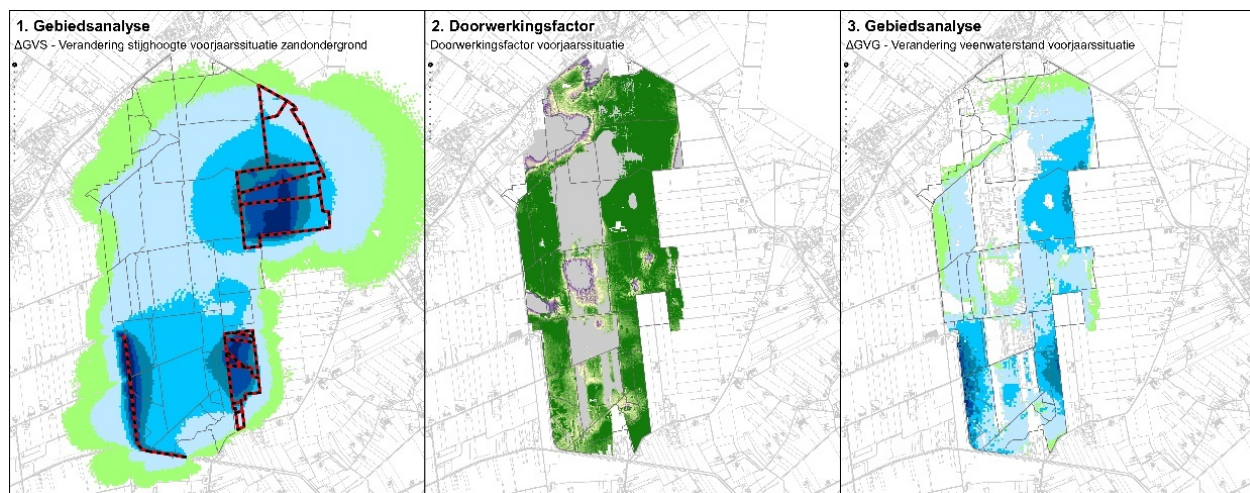 1. Gebiedsanalyse
ΔGVS - Verandering stijghoogte voorjaarssituatie zandondergrond
2. Doorwerkingsfactor
Doorwerkingsfactor voorjaarssituatie
3. Gebiedsanalyse
ΔGVG - Verandering veenwaterstand voorjaarssituatie